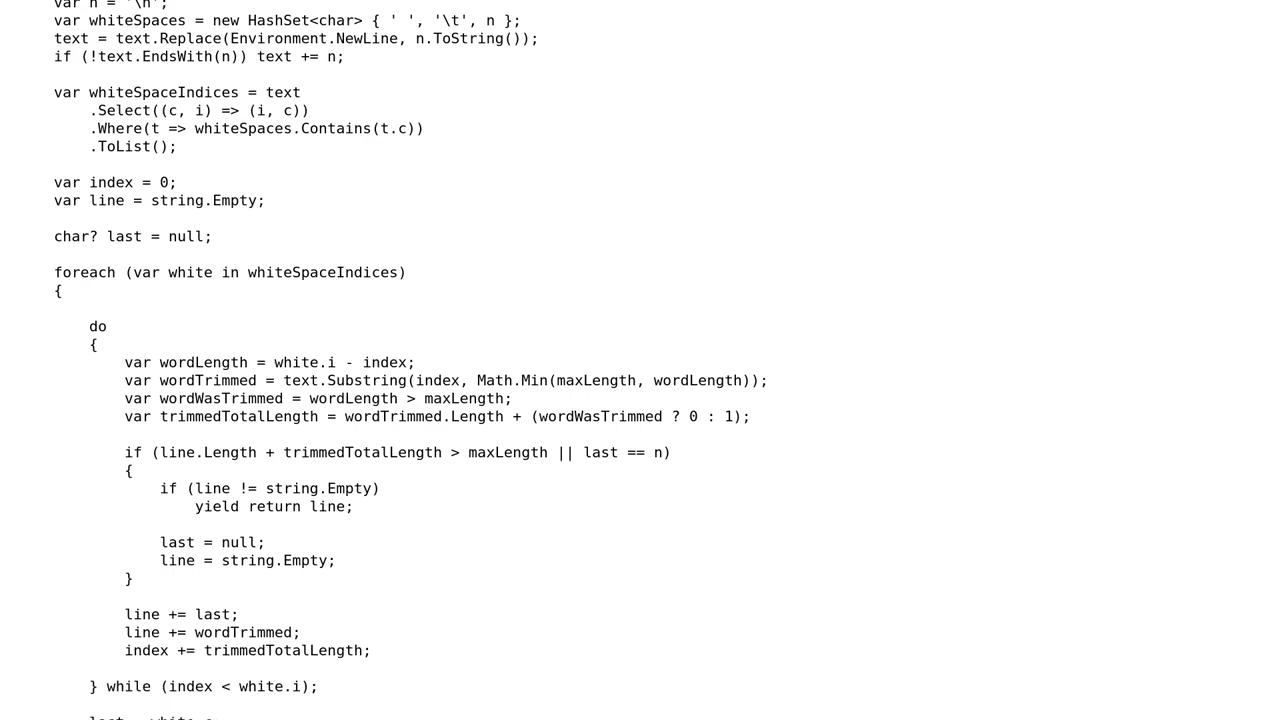 var n = '\n';
var whiteSpaces = new HashSet<char> { ' ', '\t', n };
text = text.Replace(Environment.NewLine, n.ToString());
if (!text.EndsWith(n)) text += n;
var whiteSpaceIndices = text
.Select((c, i) => (i, c))
.Where(t => whiteSpaces.Contains(t.c))
.ToList();
var index = 0;
var line = string.Empty;
char? last = null;
foreach (var white in whiteSpaceIndices)
{
do
{
var wordLength = white.i - index;
var wordTrimmed = text.Substring(index, Math.Min(maxLength, wordLength));
var wordWasTrimmed = wordLength > maxLength;
var trimmedTotalLength = wordTrimmed.Length + (wordWasTrimmed ? 0 : 1);
if (line.Length + trimmedTotalLength > maxLength || last == n)
{
if (line != string.Empty)
yield return line;
last = null;
line = string.Empty;
}
line += last;
line += wordTrimmed;
index += trimmedTotalLength;
} while (index < white.i);